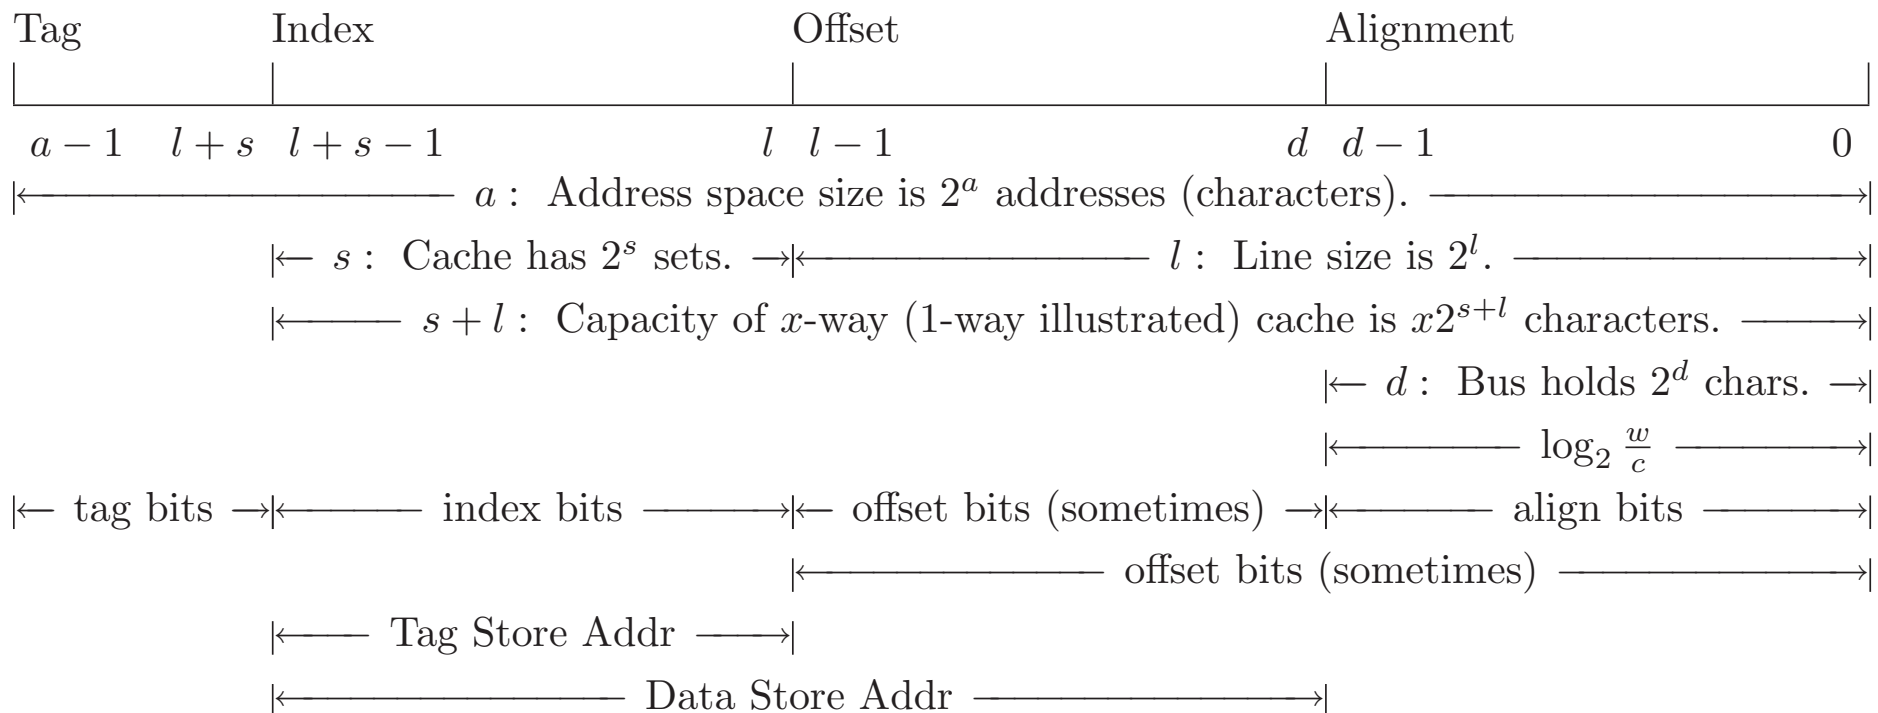 Tag Index Offset Alignment
a − 1 l + s l + s − 1 l l − 1 d d − 1 0
a : Address space size is 2^a addresses (characters).
s : Cache has 2^s sets. l : Line size is 2^l.
s + l : Capacity of x-way (1-way illustrated) cache is x2^{s+l} characters.
d : Bus holds 2^d chars.
log_2 w/c
tag bits index bits offset bits (sometimes) align bits
offset bits (sometimes)
Tag Store Addr
Data Store Addr